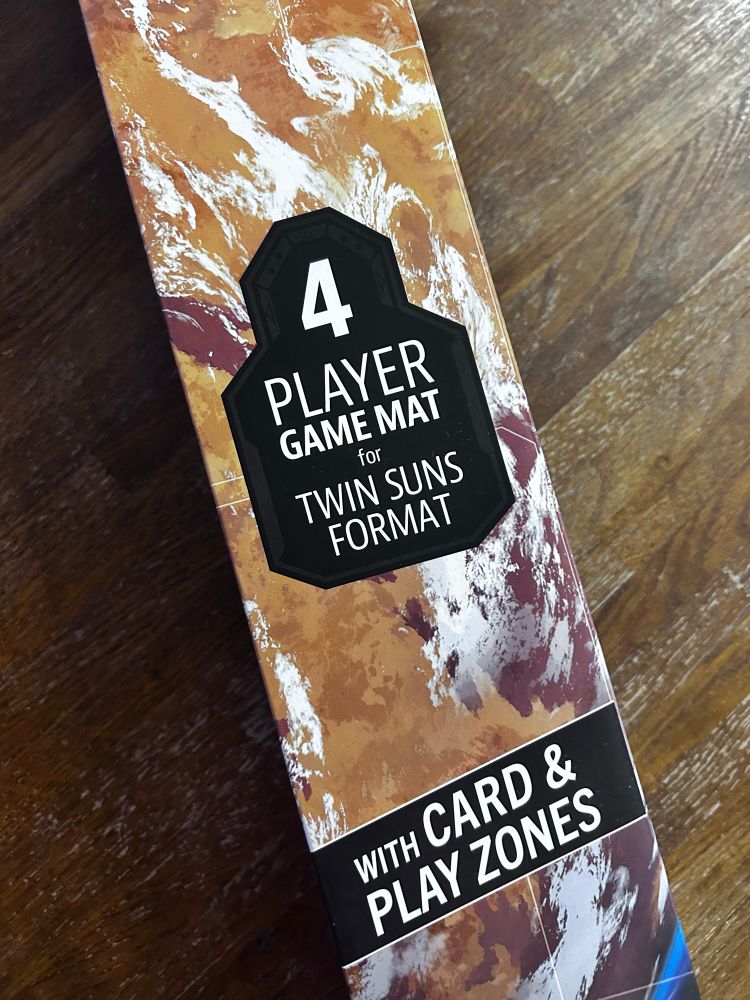 4
PLAYER
GAME MAT
for
TWIN SUNS
FORMAT
WITH CARD &
PLAY ZONES